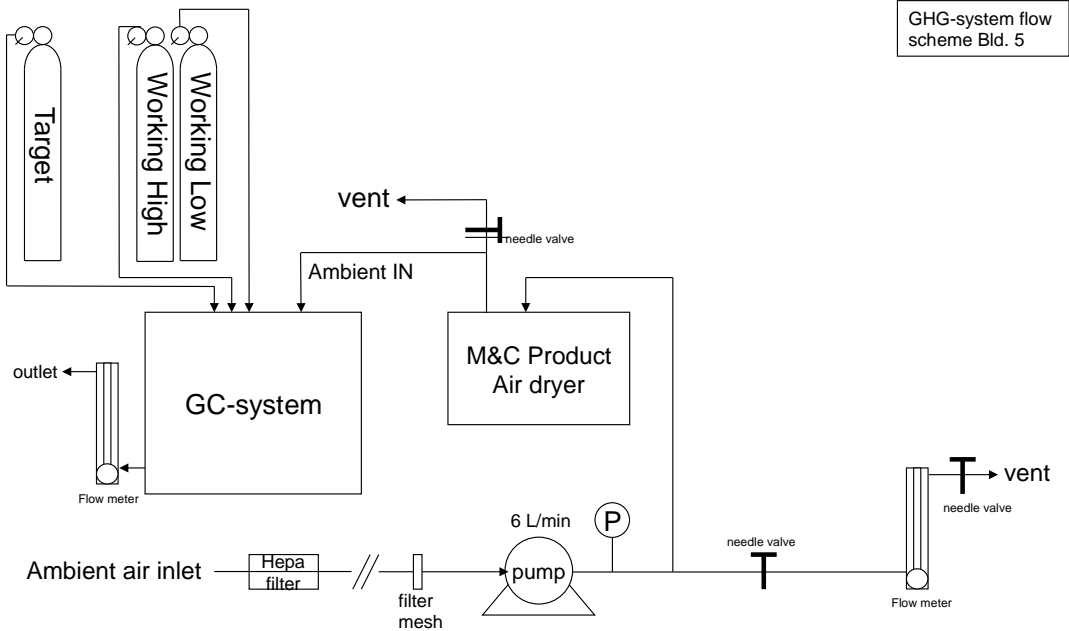 GHG-system flow
scheme Bld. 5
Target
Working High
Working Low
vent
needle valve
Ambient IN
M&C Product
Air dryer
GC-system
outlet
Flow meter
vent
needle valve
6 L/min
P
needle valve
Ambient air inlet
Hepa
filter
filter
mesh
pump
Flow meter